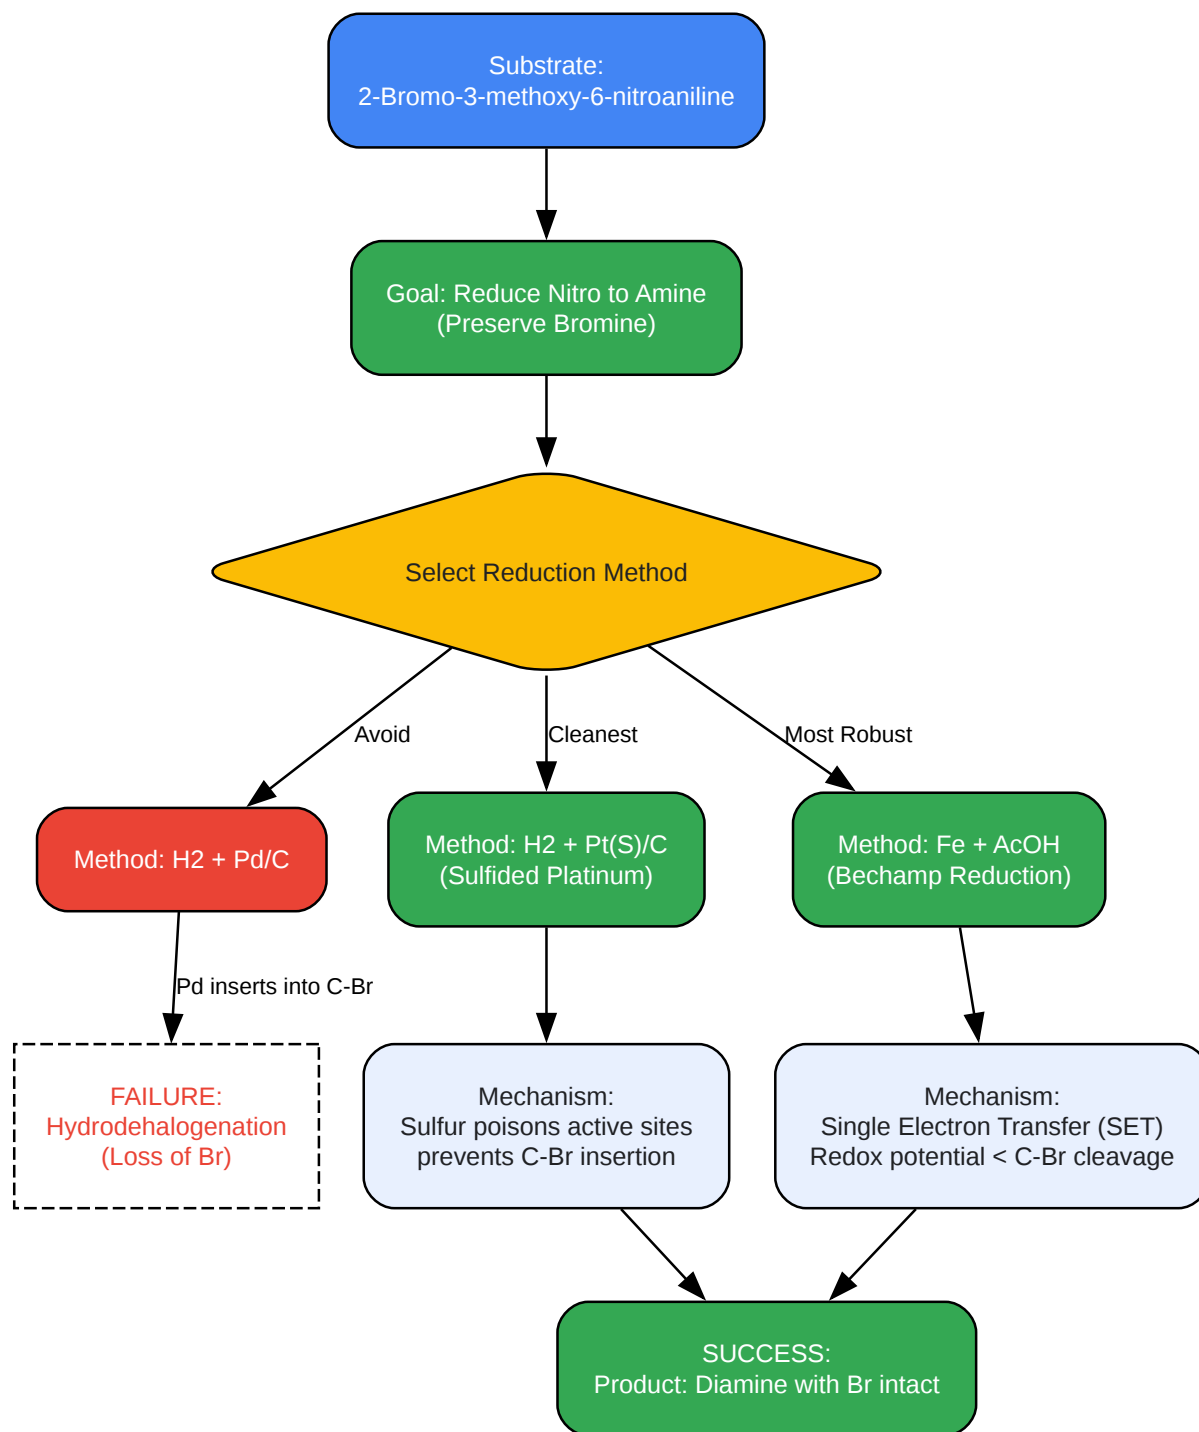 Substrate:
2-Bromo-3-methoxy-6-nitroaniline
Goal: Reduce Nitro to Amine
(Preserve Bromine)
Select Reduction Method
Avoid
Cleanest
Most Robust
Method: H2 + Pd/C
Method: H2 + Pt(S)/C
(Sulfided Platinum)
Method: Fe + AcOH
(Bechamp Reduction)
Pd inserts into C-Br
FAILURE:
Hydrodehalogenation
(Loss of Br)
Mechanism:
Sulfur poisons active sites
prevents C-Br insertion
Mechanism:
Single Electron Transfer (SET)
Redox potential < C-Br cleavage
SUCCESS:
Product: Diamine with Br intact